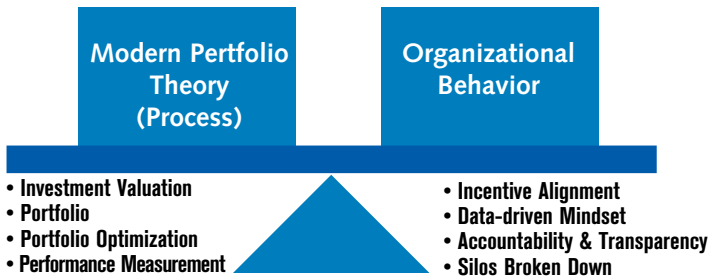 Modern Pertfolio
Theory
(Process)
Organizational
Behavior
• Investment Valuation
• Portfolio
• Portfolio Optimization
• Performance Measurement
• Incentive Alignment
• Data-driven Mindset
• Accountability & Transparency
• Silos Broken Down